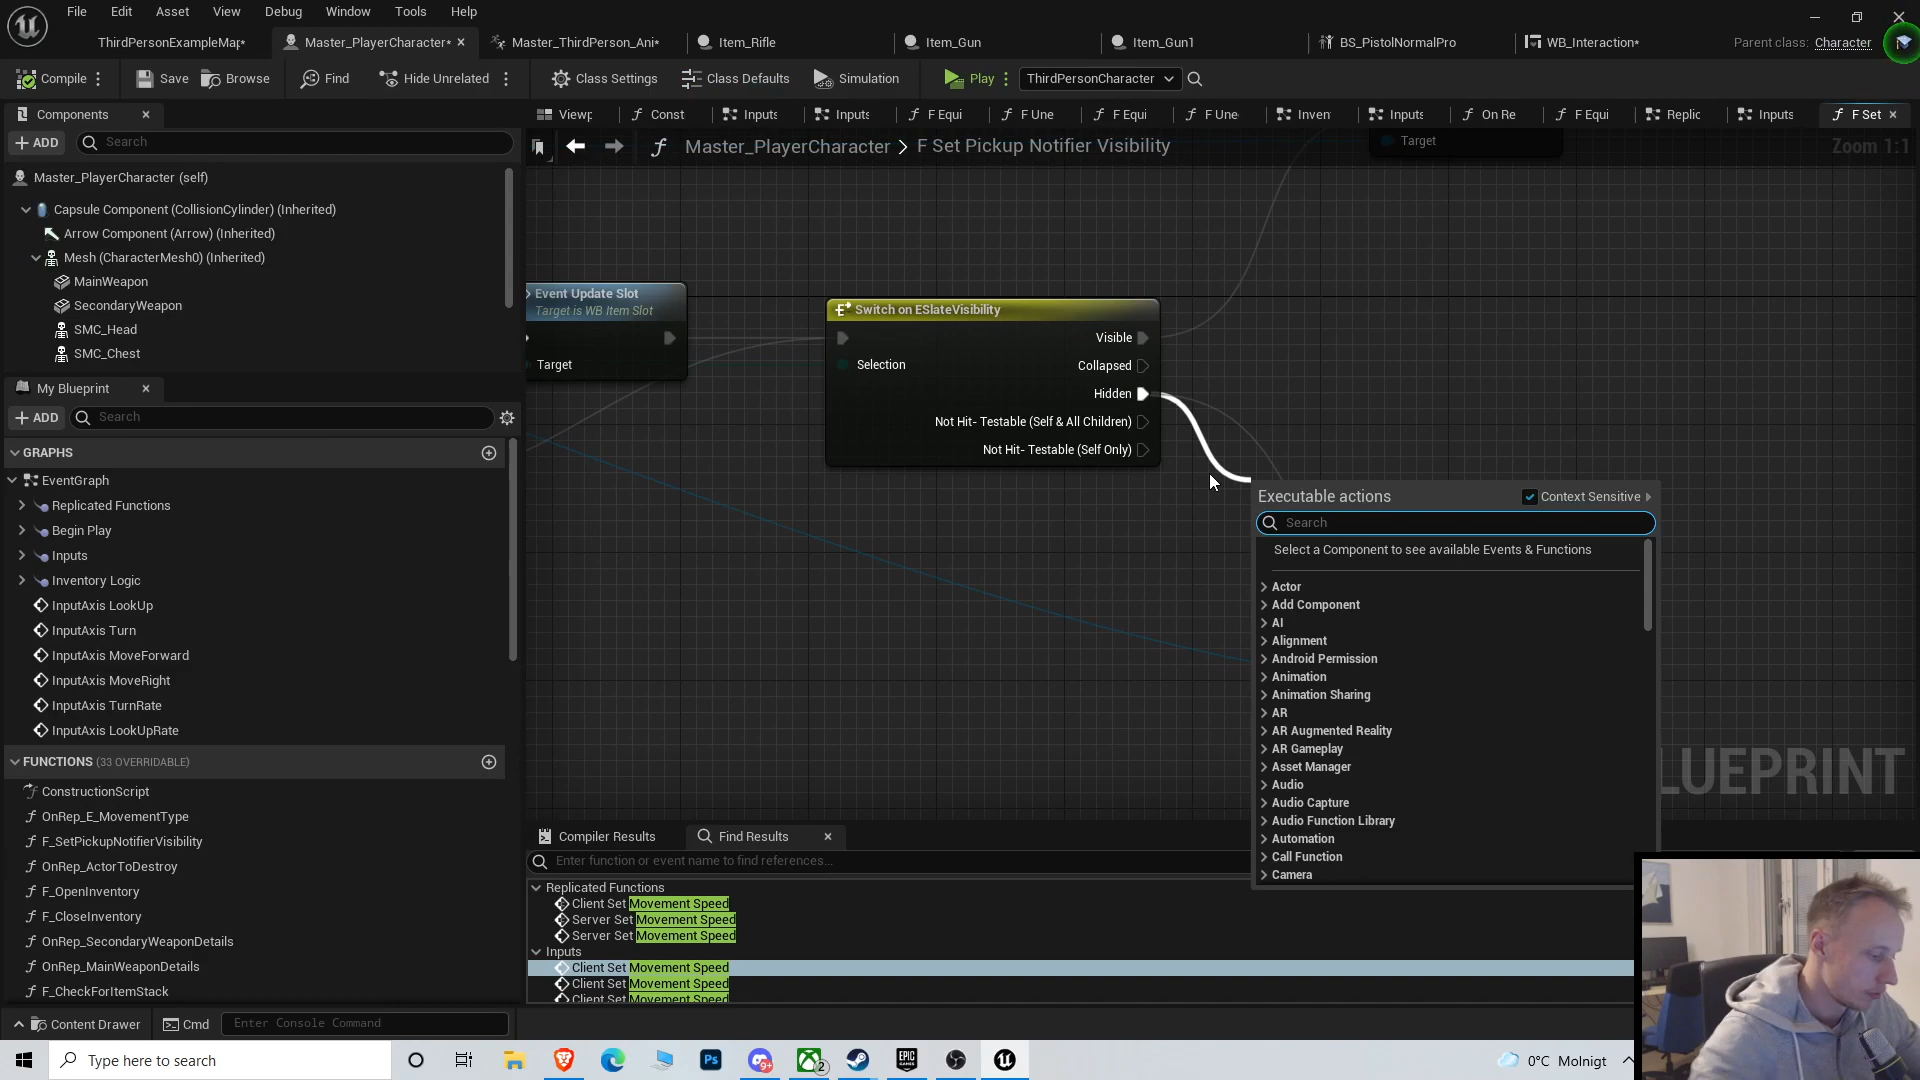 File Edit Asset View Debug Window Tools Help
ThirdPersonExampleMap* Master_PlayerCharacter* Master_ThirdPerson_Ani* Item_Rifle Item_Gun Item_Gun1 BS_PistolNormalPro WB_Interaction* Parent class: Character
Compile Save Browse Find Hide Unrelated Class Settings Class Defaults Simulation Play ThirdPersonCharacter
Components
Viewp Const Inputs Inputs F Equi F Une F Equi F Une Inven Inputs On Re F Equi Replic Inputs F Set
ADD Search
Master_PlayerCharacter > F Set Pickup Notifier Visibility Zoom 1:1
Target
Master_PlayerCharacter (self)
Capsule Component (CollisionCylinder) (Inherited)
Arrow Component (Arrow) (Inherited)
Mesh (CharacterMesh0) (Inherited)
MainWeapon
SecondaryWeapon
SMC_Head
SMC_Chest
Event Update Slot
Target is WB Item Slot
Target
Switch on ESlateVisibility
Visible
Selection Collapsed
Hidden
Not Hit- Testable (Self & All Children)
Not Hit- Testable (Self Only)
My Blueprint
ADD Search
GRAPHS
EventGraph
Replicated Functions
Begin Play
Inputs
Inventory Logic
InputAxis LookUp
InputAxis Turn
InputAxis MoveForward
InputAxis MoveRight
InputAxis TurnRate
InputAxis LookUpRate
FUNCTIONS (33 OVERRIDABLE)
ConstructionScript
OnRep_E_MovementType
F_SetPickupNotifierVisibility
OnRep_ActorToDestroy
F_OpenInventory
F_CloseInventory
OnRep_SecondaryWeaponDetails
OnRep_MainWeaponDetails
F_CheckForItemStack
Executable actions Context Sensitive
Search
Select a Component to see available Events & Functions
Actor
Add Component
AI
Alignment
Android Permission
Animation
Animation Sharing
AR
AR Augmented Reality
AR Gameplay
Asset Manager
Audio
Audio Capture
Audio Function Library
Automation
Call Function
Camera
LUEPRINT
Compiler Results Find Results
Enter function or event name to find references...
Replicated Functions
Client Set Movement Speed
Server Set Movement Speed
Server Set Movement Speed
Inputs
Client Set Movement Speed
Client Set Movement Speed
Client Set Movement Speed
Content Drawer Cmd Enter Console Command
Type here to search Ps 9+ 2 EPIC GAMES 0°C Molnigt